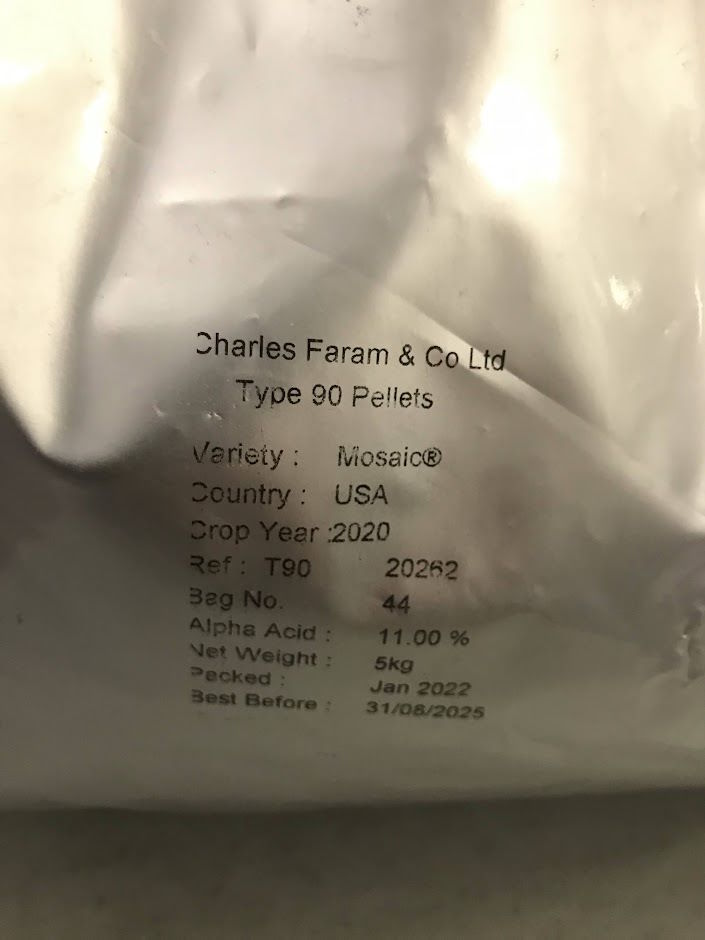 Charles Faram & Co Ltd
Type 90 Pellets
Variety : Mosaic®
Country : USA
Crop Year :2020
Ref : T90 20262
Bag No. 44
Alpha Acid : 11.00 %
Net Weight : 5kg
Packed : Jan 2022
Best Before : 31/08/2025